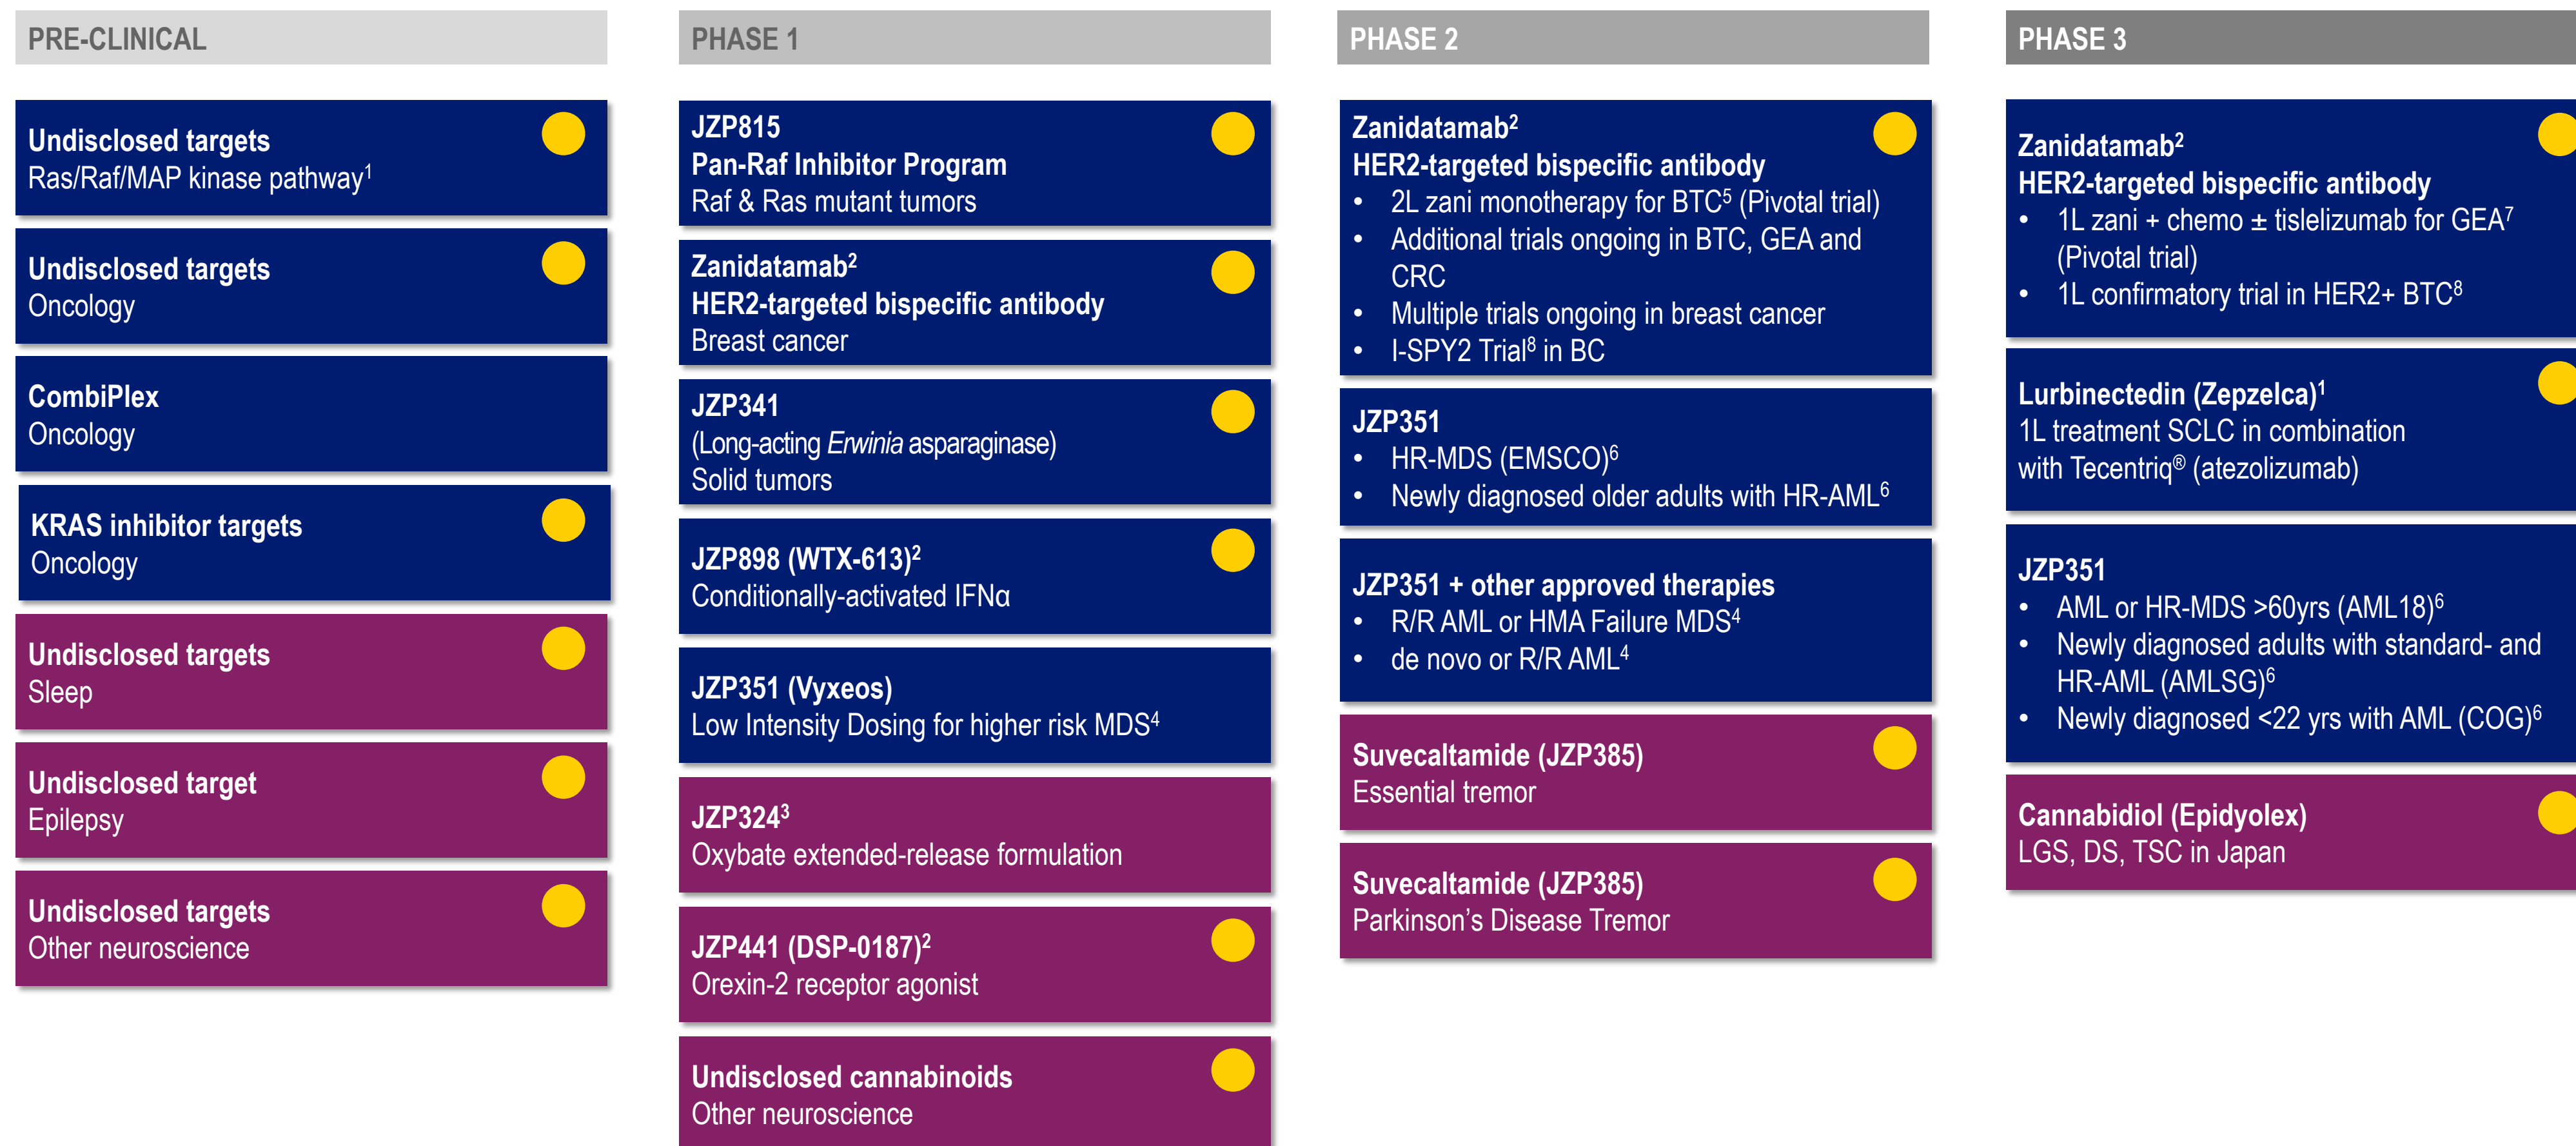 PRE-CLINICAL
Undisclosed targets
Ras/Raf/MAP kinase pathway¹
Undisclosed targets
Oncology
CombiPlex
Oncology
KRAS inhibitor targets
Oncology
Undisclosed targets
Sleep
Undisclosed target
Epilepsy
Undisclosed targets
Other neuroscience
PHASE 1
JZP815
Pan-Raf Inhibitor Program
Raf & Ras mutant tumors
Zanidatamab²
HER2-targeted bispecific antibody
Breast cancer
JZP341
(Long-acting Erwinia asparaginase)
Solid tumors
JZP898 (WTX-613)²
Conditionally-activated IFNα
JZP351 (Vyxeos)
Low Intensity Dosing for higher risk MDS⁴
JZP324³
Oxybate extended-release formulation
JZP441 (DSP-0187)²
Orexin-2 receptor agonist
Undisclosed cannabinoids
Other neuroscience
PHASE 2
Zanidatamab²
HER2-targeted bispecific antibody
• 2L zani monotherapy for BTC⁵ (Pivotal trial)
• Additional trials ongoing in BTC, GEA and
CRC
• Multiple trials ongoing in breast cancer
• I-SPY2 Trial⁸ in BC
JZP351
• HR-MDS (EMSCO)⁶
• Newly diagnosed older adults with HR-AML⁶
JZP351 + other approved therapies
• R/R AML or HMA Failure MDS⁴
• de novo or R/R AML⁴
Suvecaltamide (JZP385)
Essential tremor
Suvecaltamide (JZP385)
Parkinson’s Disease Tremor
PHASE 3
Zanidatamab²
HER2-targeted bispecific antibody
• 1L zani + chemo ± tislelizumab for GEA⁷
(Pivotal trial)
• 1L confirmatory trial in HER2+ BTC⁸
Lurbinectedin (Zepzelca)¹
1L treatment SCLC in combination
with Tecentriq® (atezolizumab)
JZP351
• AML or HR-MDS >60yrs (AML18)⁶
• Newly diagnosed adults with standard- and
HR-AML (AMLSG)⁶
• Newly diagnosed <22 yrs with AML (COG)⁶
Cannabidiol (Epidyolex)
LGS, DS, TSC in Japan